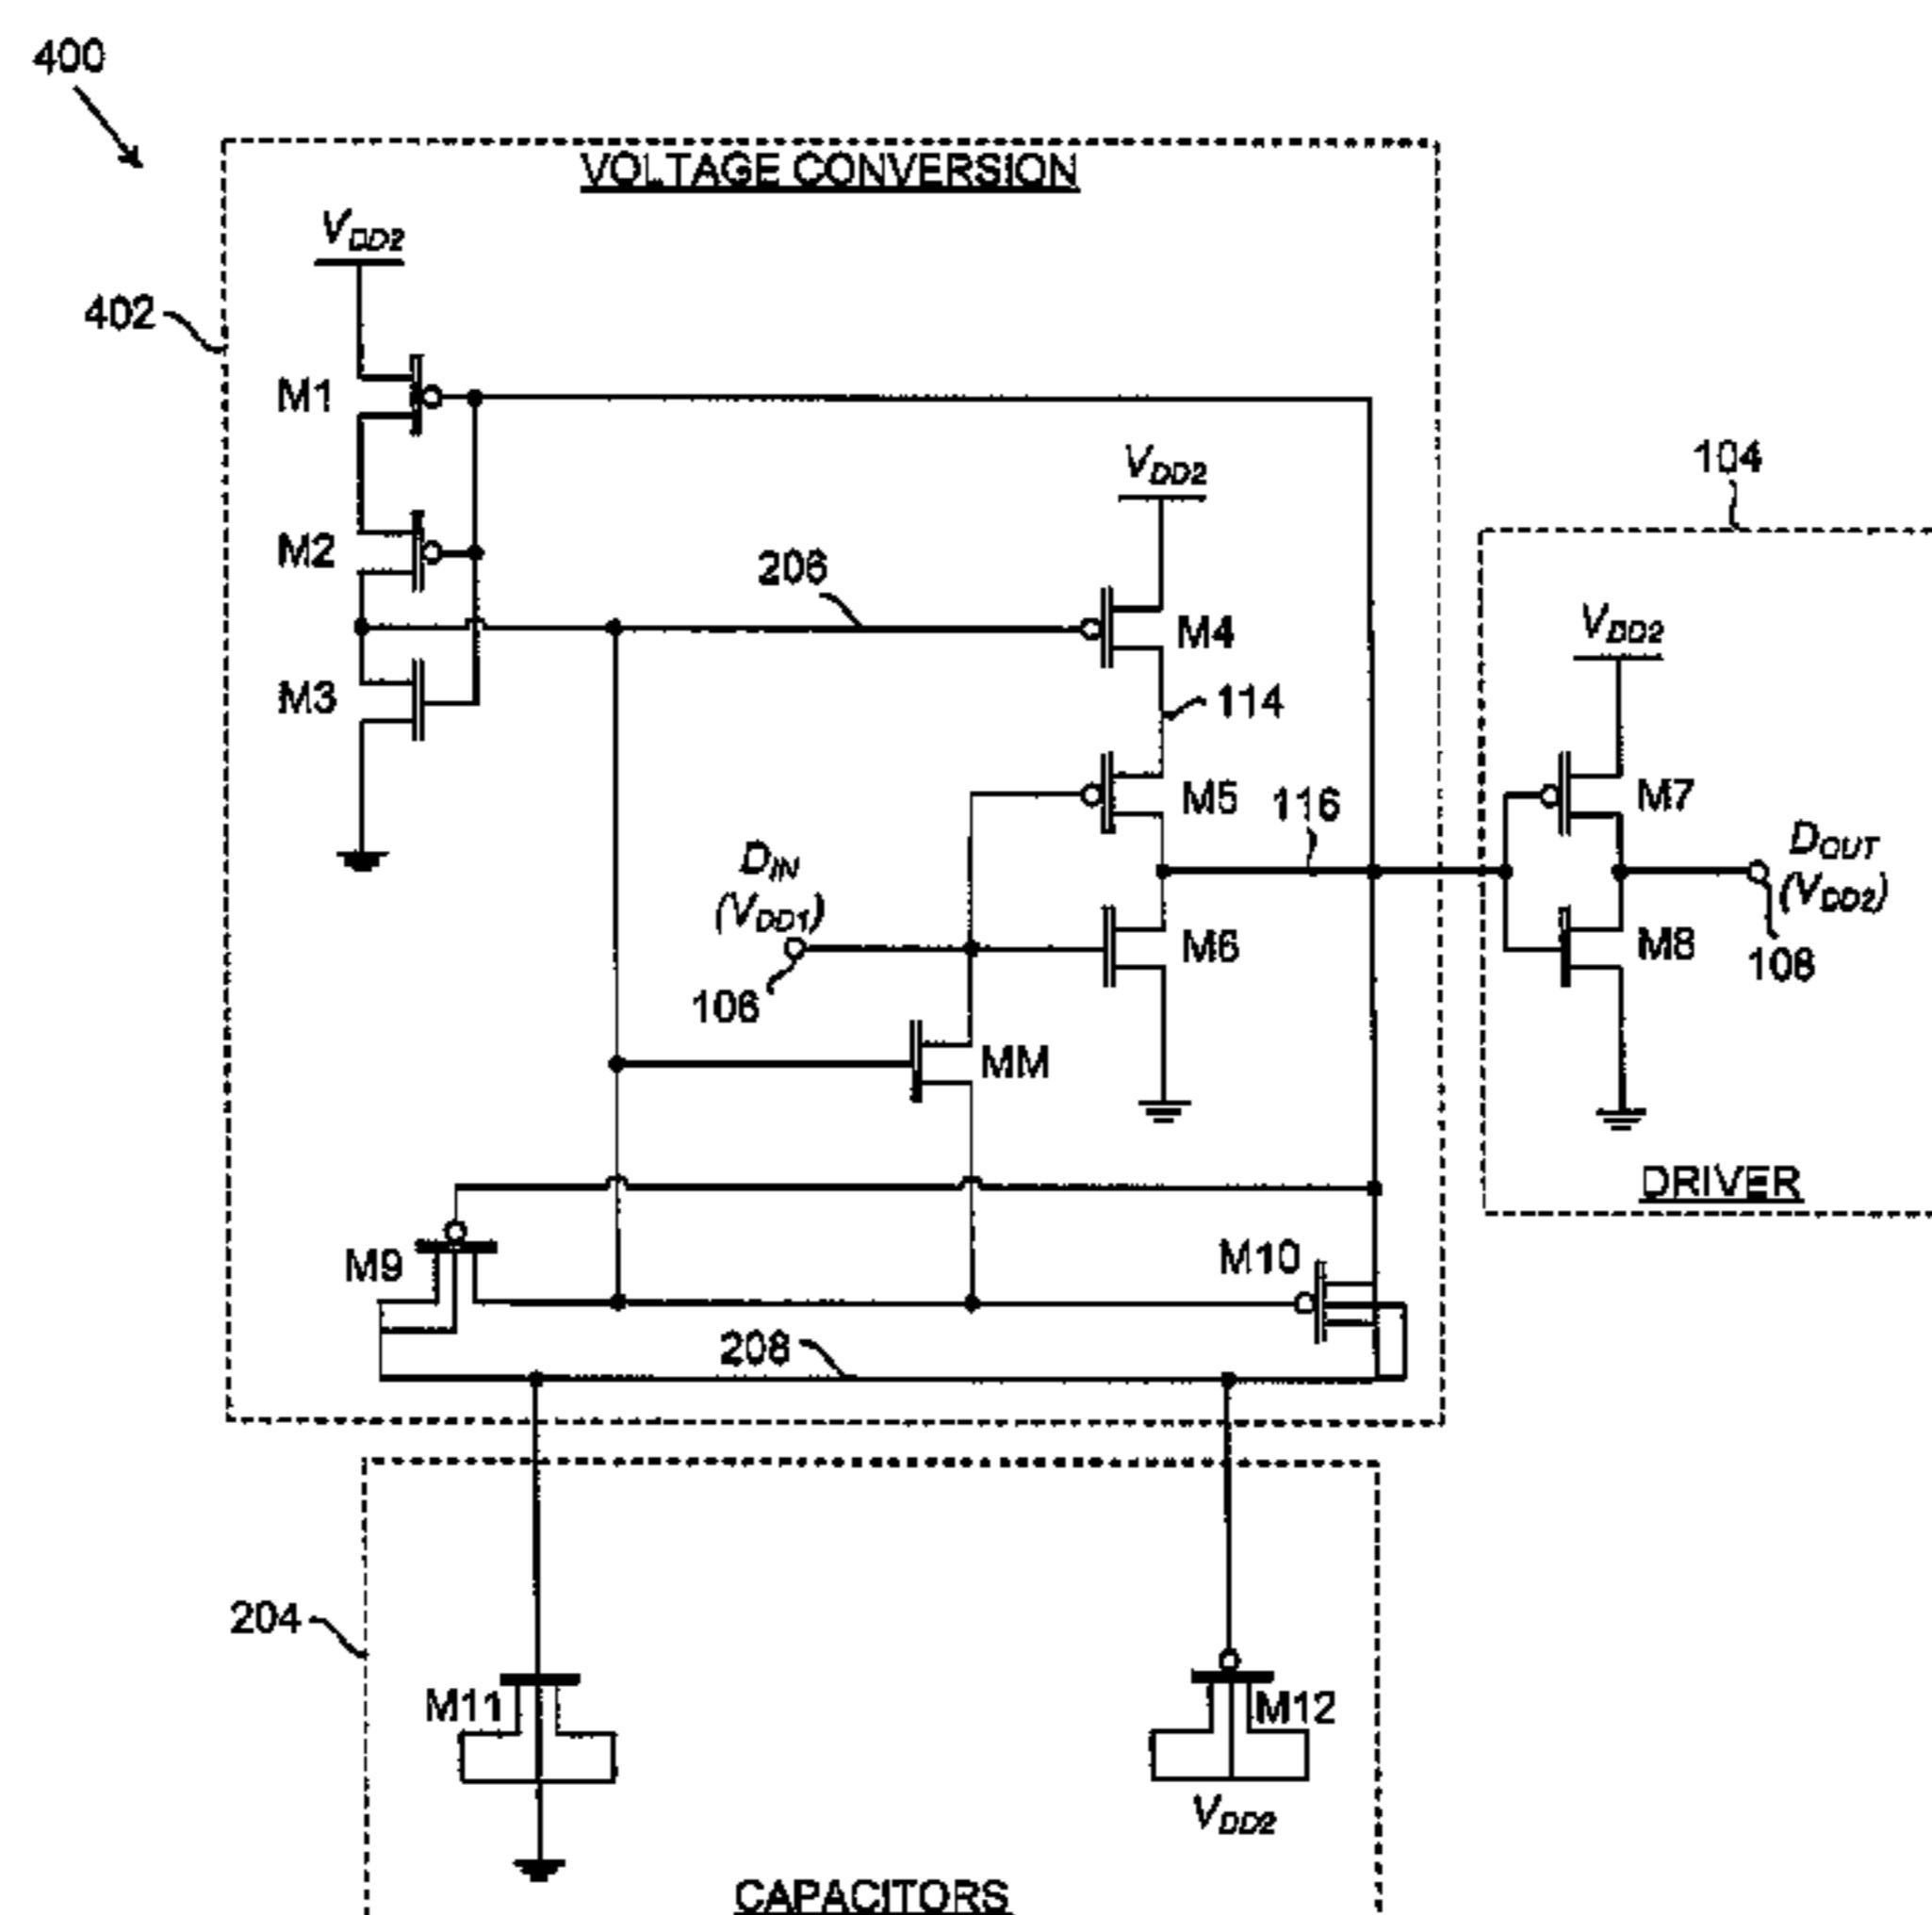 400
VOLTAGE CONVERSION
VDD2
402
M1
104
VDD2
M2
206
VDD2
M4
M3
114
M5
116
M7
DIN
(VDD1)
DOUT
(VDD2)
M6
M8
108
106
MM
DRIVER
M9
M10
208
204
M11
M12
VDD2
CAPACITORS